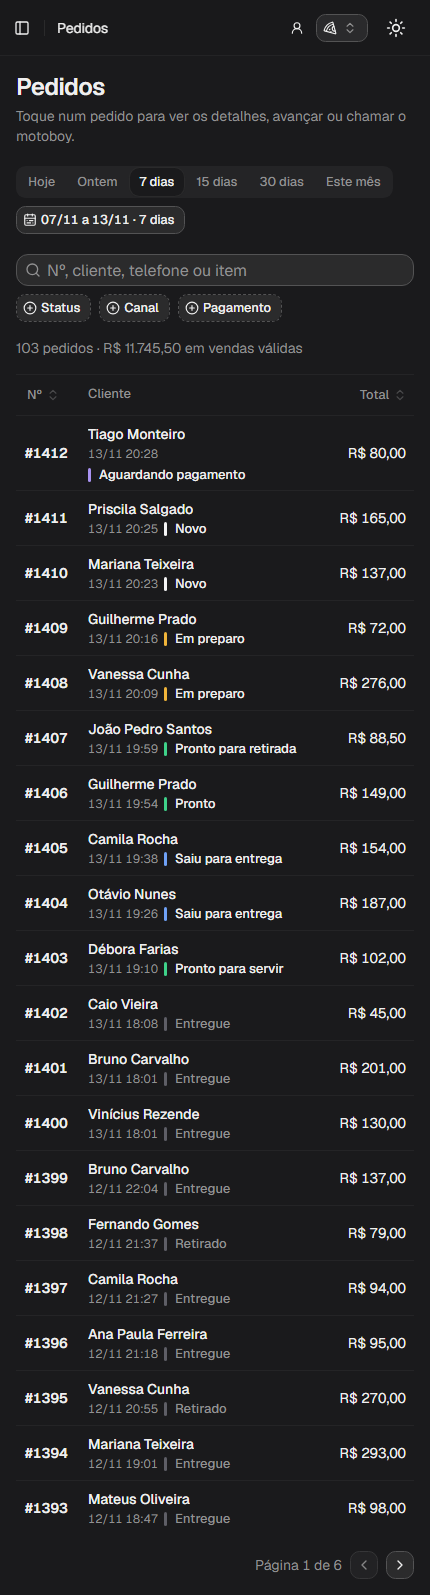 Pedidos
Pedidos
Toque num pedido para ver os detalhes, avançar ou chamar o
motoboy.
Hoje Ontem 7 dias 15 dias 30 dias Este mês
07/11 a 13/11 · 7 dias
Nº, cliente, telefone ou item
Status Canal Pagamento
103 pedidos · R$ 11.745,50 em vendas válidas
Nº Cliente Total
Tiago Monteiro
#1412 13/11 20:28 R$ 80,00
Aguardando pagamento
Priscila Salgado
#1411 13/11 20:25 Novo R$ 165,00
Mariana Teixeira
#1410 13/11 20:23 Novo R$ 137,00
Guilherme Prado
#1409 13/11 20:16 Em preparo R$ 72,00
Vanessa Cunha
#1408 13/11 20:09 Em preparo R$ 276,00
João Pedro Santos
#1407 13/11 19:59 Pronto para retirada R$ 88,50
Guilherme Prado
#1406 13/11 19:54 Pronto R$ 149,00
Camila Rocha
#1405 13/11 19:38 Saiu para entrega R$ 154,00
Otávio Nunes
#1404 13/11 19:26 Saiu para entrega R$ 187,00
Débora Farias
#1403 13/11 19:10 Pronto para servir R$ 102,00
Caio Vieira
#1402 13/11 18:08 Entregue R$ 45,00
Bruno Carvalho
#1401 13/11 18:01 Entregue R$ 201,00
Vinícius Rezende
#1400 13/11 18:01 Entregue R$ 130,00
Bruno Carvalho
#1399 12/11 22:04 Entregue R$ 137,00
Fernando Gomes
#1398 12/11 21:37 Retirado R$ 79,00
Camila Rocha
#1397 12/11 21:27 Entregue R$ 94,00
Ana Paula Ferreira
#1396 12/11 21:18 Entregue R$ 95,00
Vanessa Cunha
#1395 12/11 20:55 Retirado R$ 270,00
Mariana Teixeira
#1394 12/11 19:01 Entregue R$ 293,00
Mateus Oliveira
#1393 12/11 18:47 Entregue R$ 98,00
Página 1 de 6